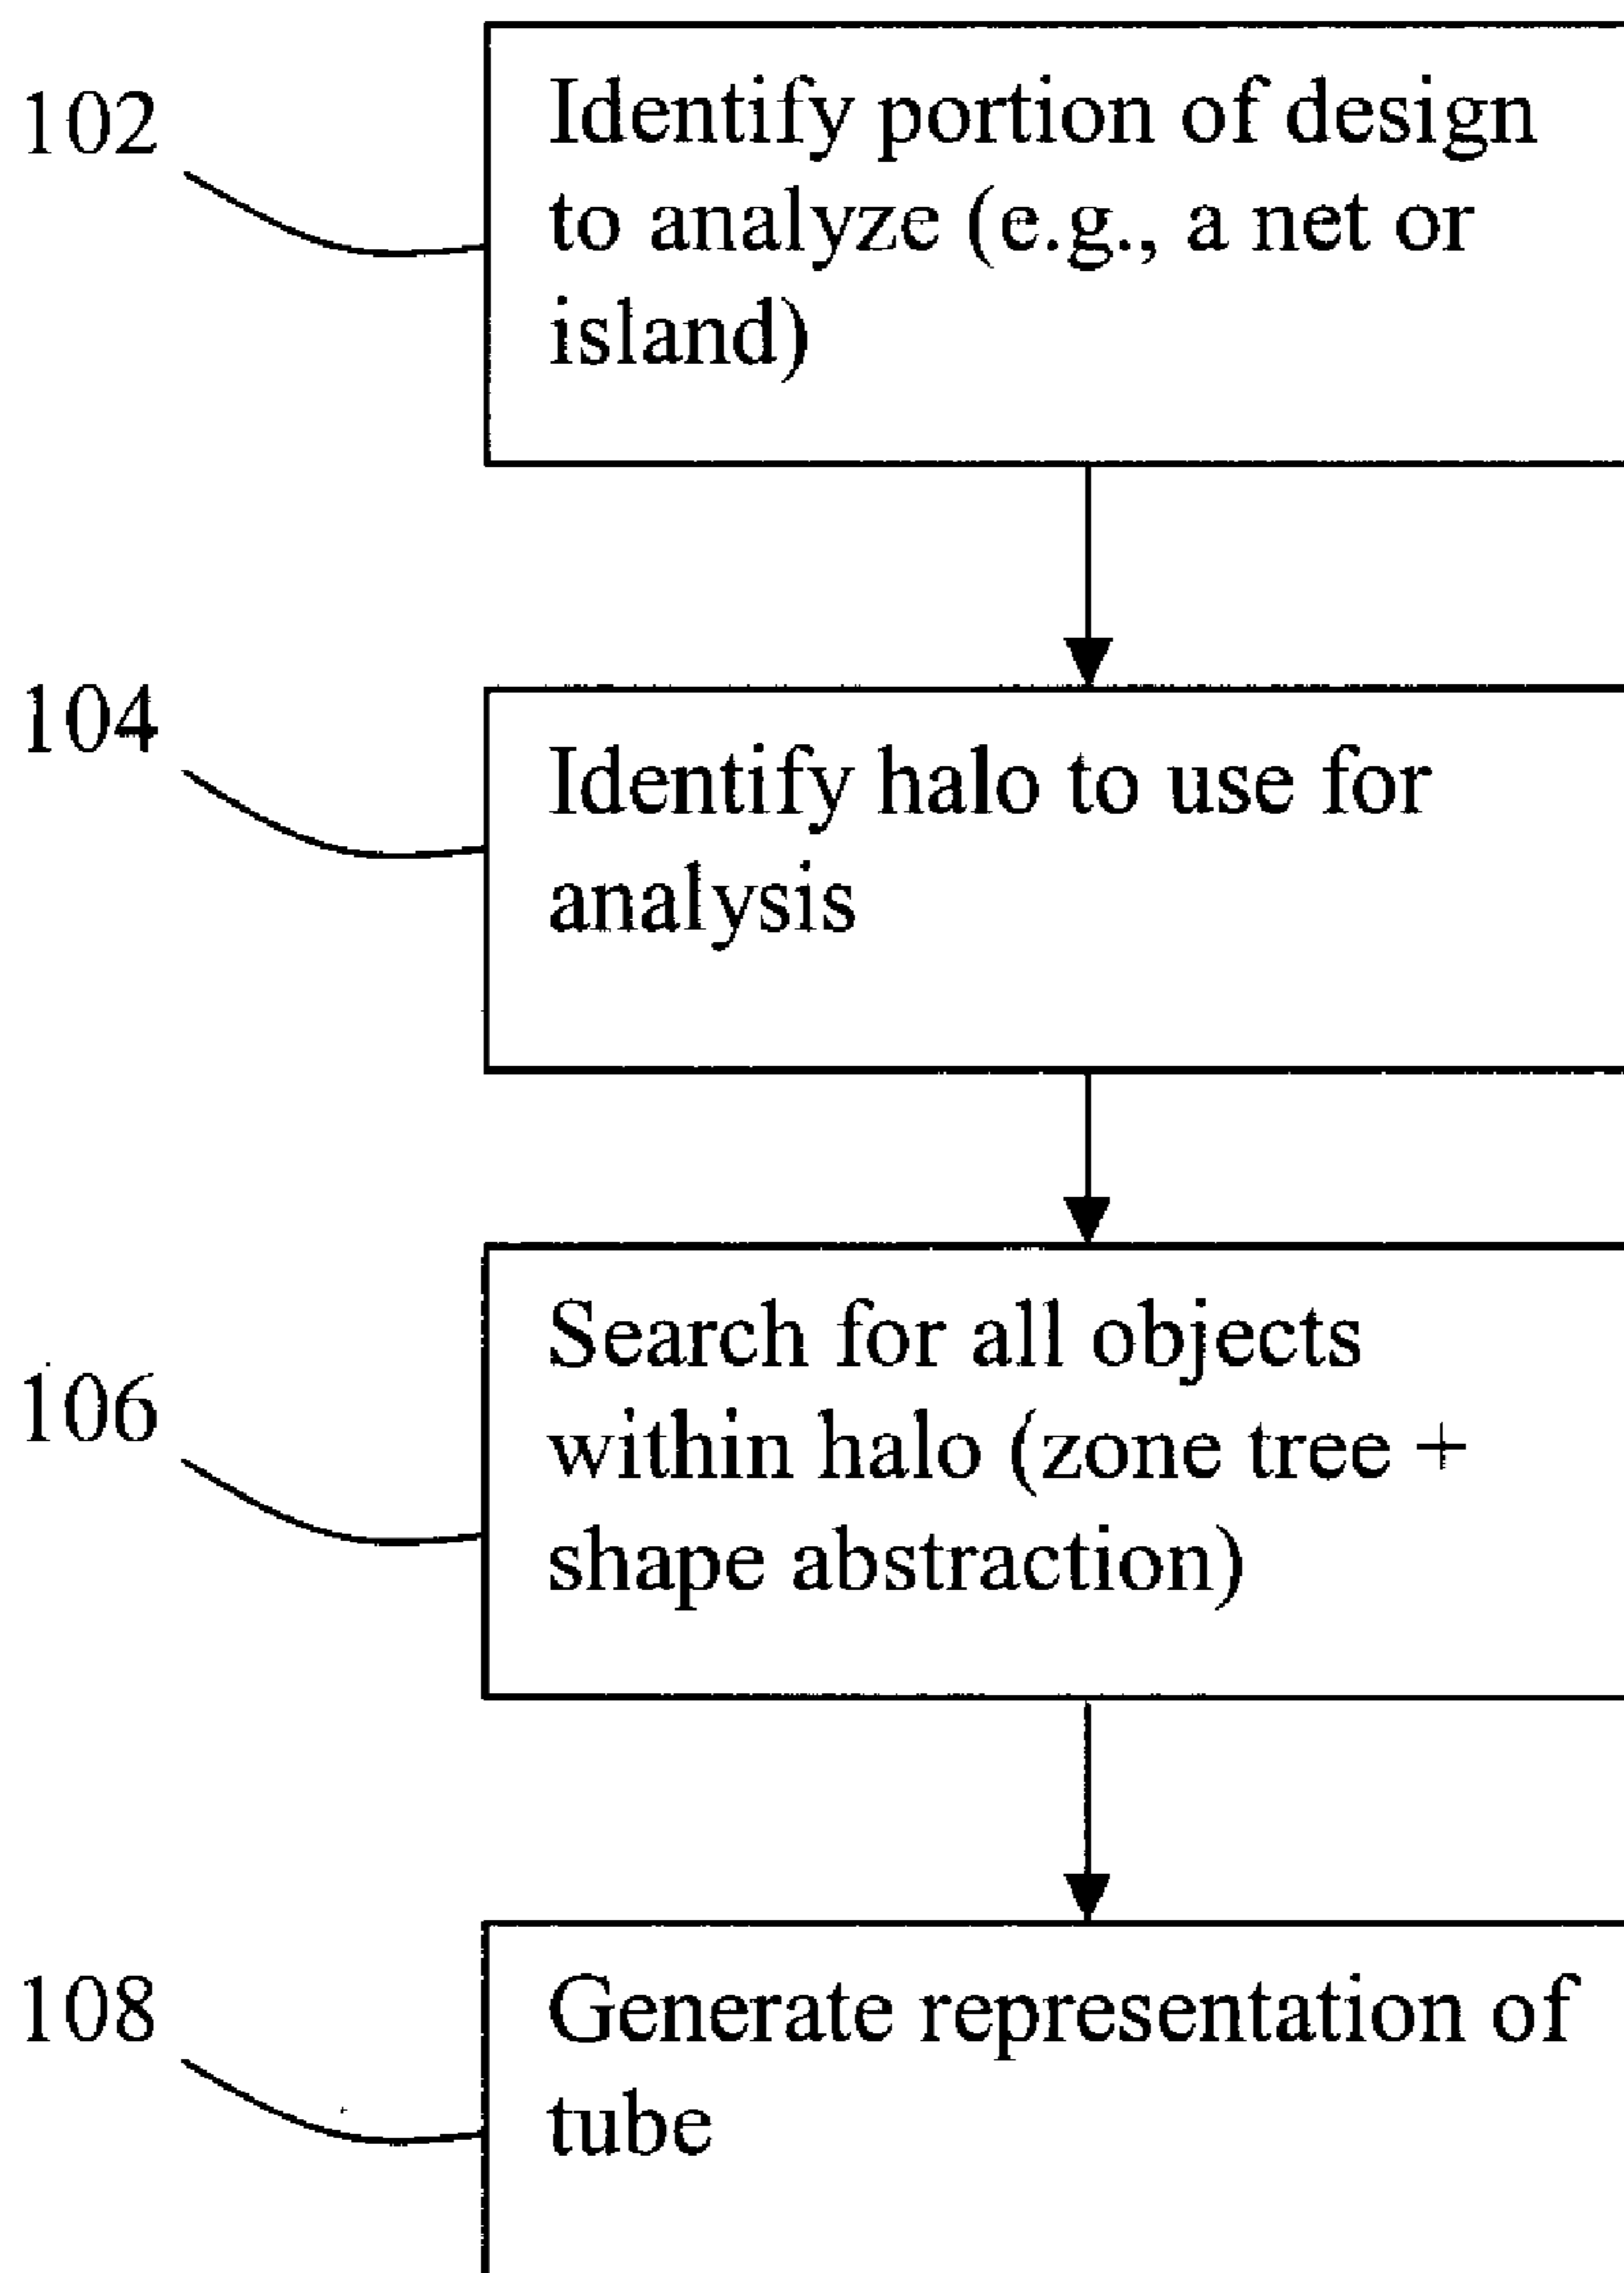 102
Identify portion of design
to analyze (e.g., a net or
island)
104
Identify halo to use for
analysis
106
Search for all objects
within halo (zone tree +
shape abstraction)
108
Generate representation of
tube